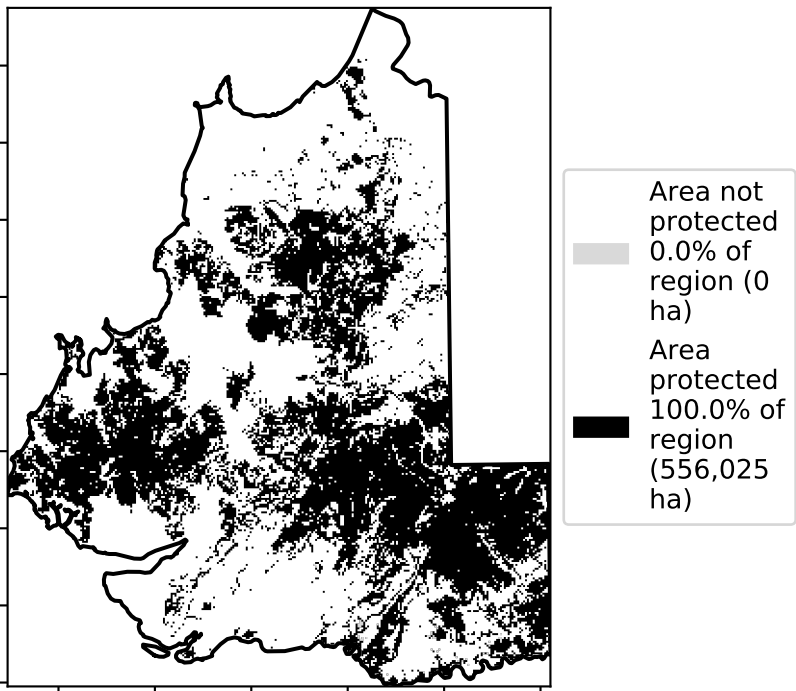 Area not
protected
0.0% of
region (0
ha)
Area
protected
100.0% of
region
(556,025
ha)